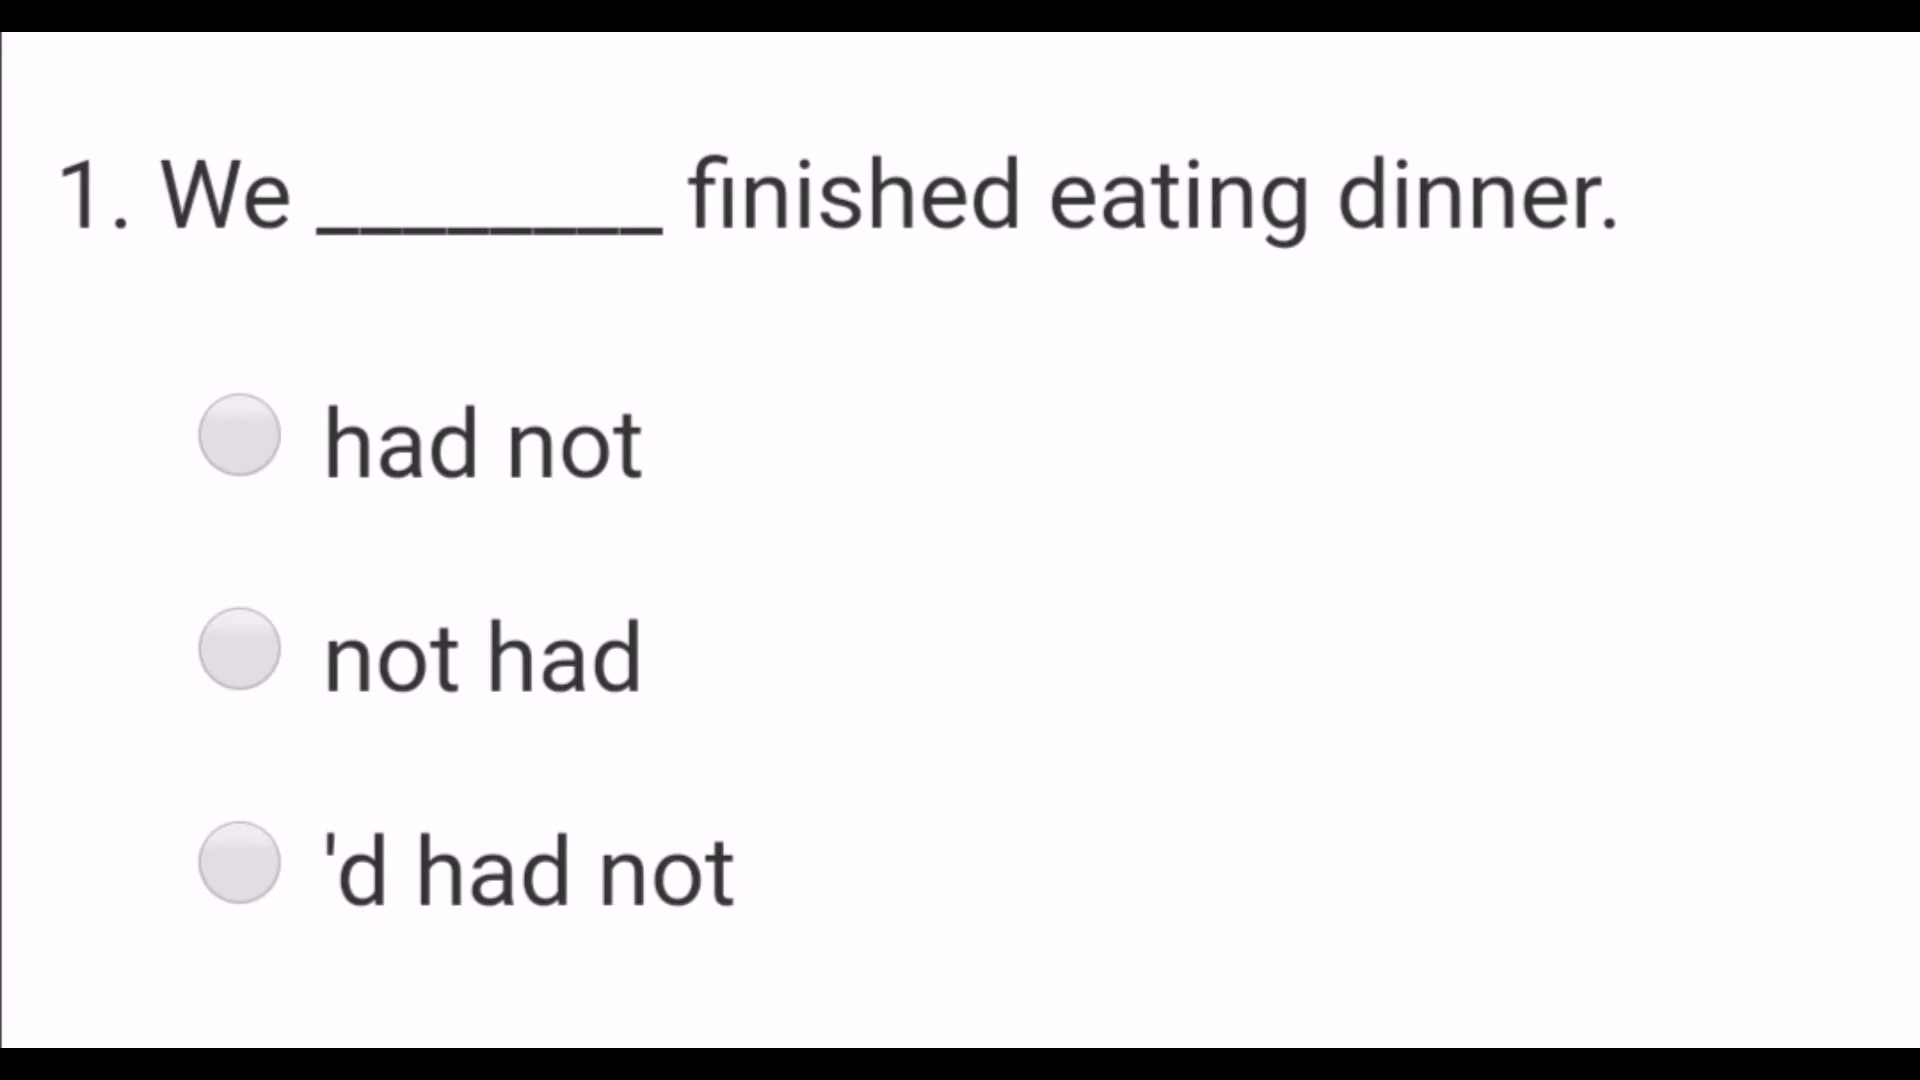 1. We ________ finished eating dinner.
had not
not had
'd had not